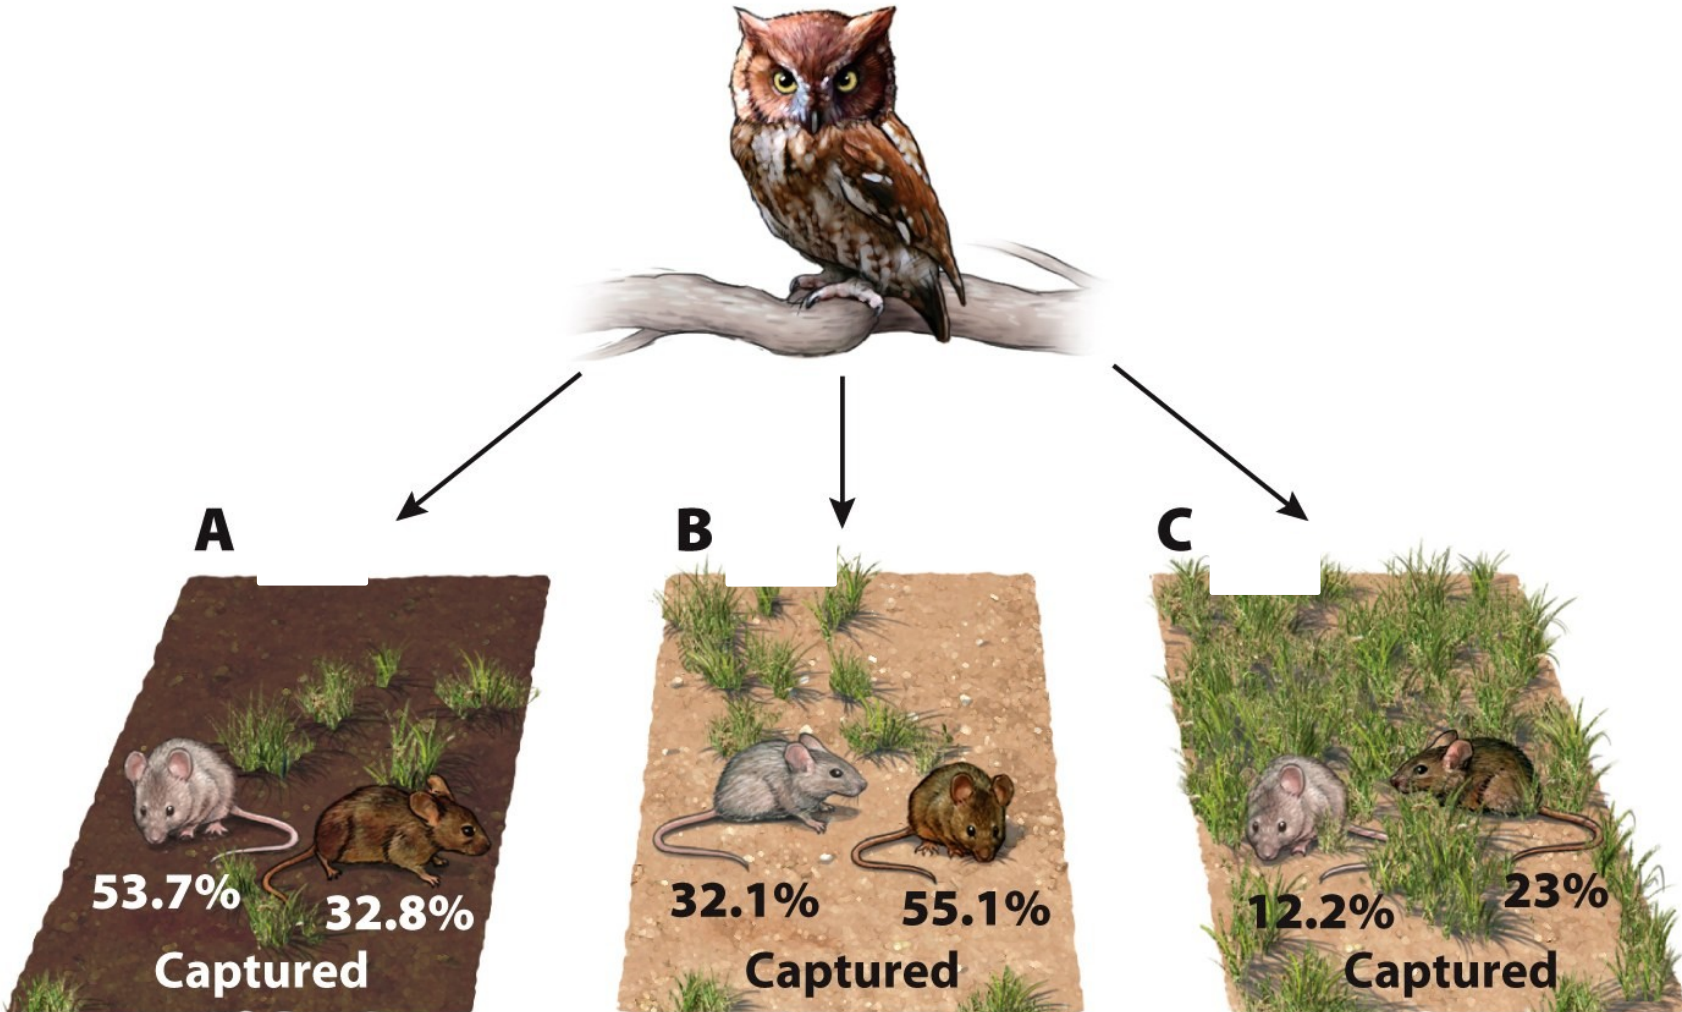 A
B
C
53.7%
32.8%
Captured
32.1%
55.1%
Captured
12.2%
23%
Captured